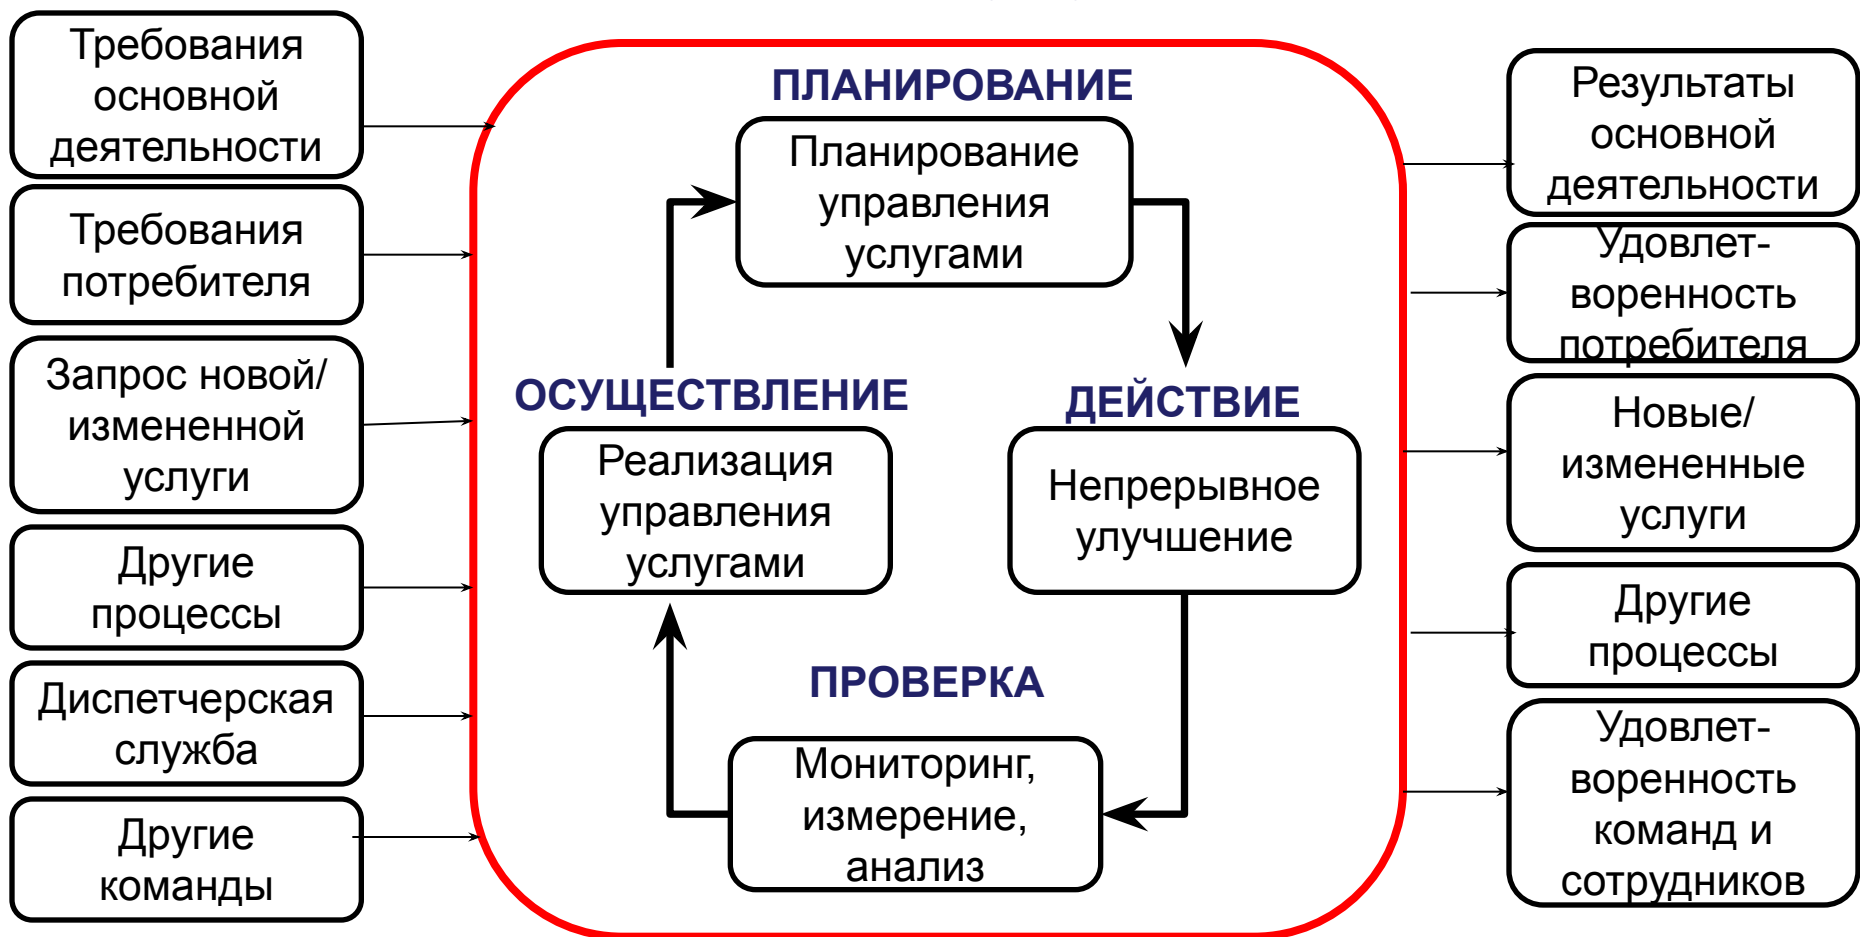 Требования
основной
деятельности
Требования
потребителя
Запрос новой/
измененной
услуги
Другие
процессы
Диспетчерская
служба
Другие
команды
ПЛАНИРОВАНИЕ
Планирование
управления
услугами
ОСУЩЕСТВЛЕНИЕ
Реализация
управления
услугами
ДЕЙСТВИЕ
Непрерывное
улучшение
ПРОВЕРКА
Мониторинг,
измерение,
анализ
Результаты
основной
деятельности
Удовлет-
воренность
потребителя
Новые/
измененные
услуги
Другие
процессы
Удовлет-
воренность
команд и
сотрудников